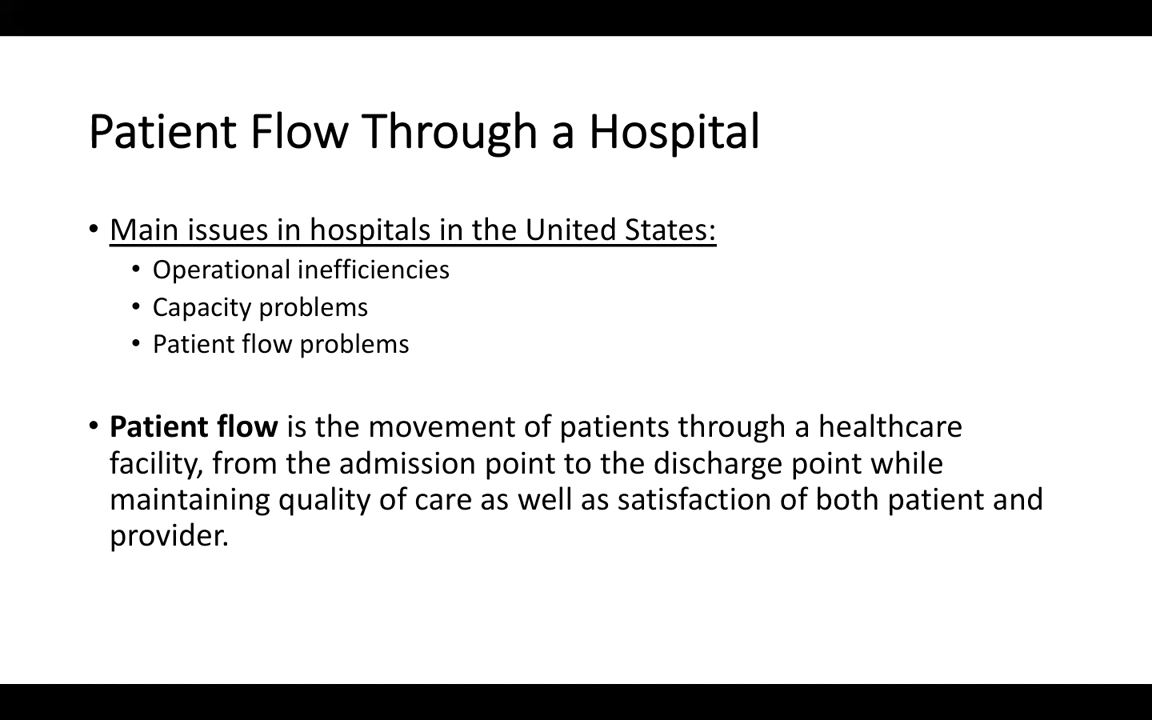 Patient Flow Through a Hospital
• Main issues in hospitals in the United States:
• Operational inefficiencies
• Capacity problems
• Patient flow problems
• Patient flow is the movement of patients through a healthcare
facility, from the admission point to the discharge point while
maintaining quality of care as well as satisfaction of both patient and
provider.